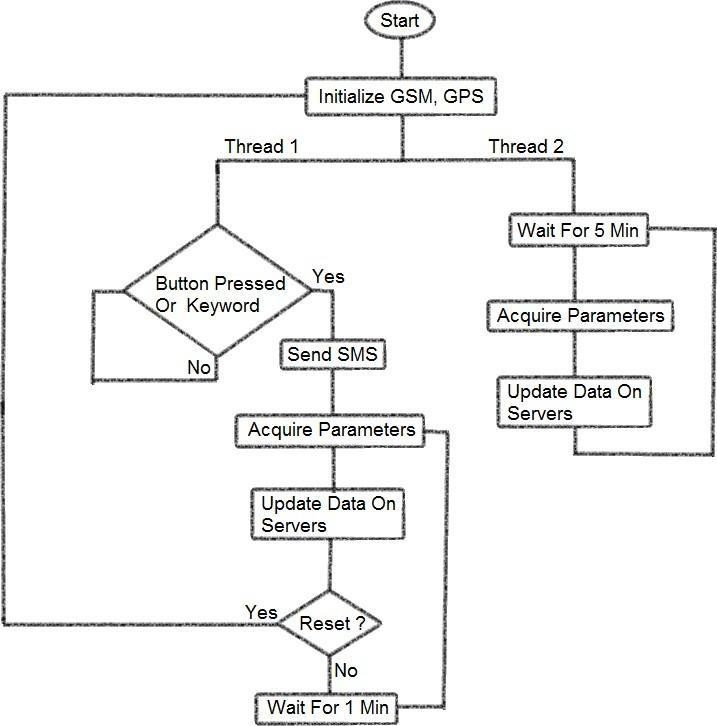 Start
Initialize GSM, GPS
Thread 1
Thread 2
Wait For 5 Min
Button Pressed
Or Keyword
Yes
No
Acquire Parameters
Send SMS
Update Data On
Servers
Acquire Parameters
Update Data On
Servers
Yes
Reset ?
No
Wait For 1 Min